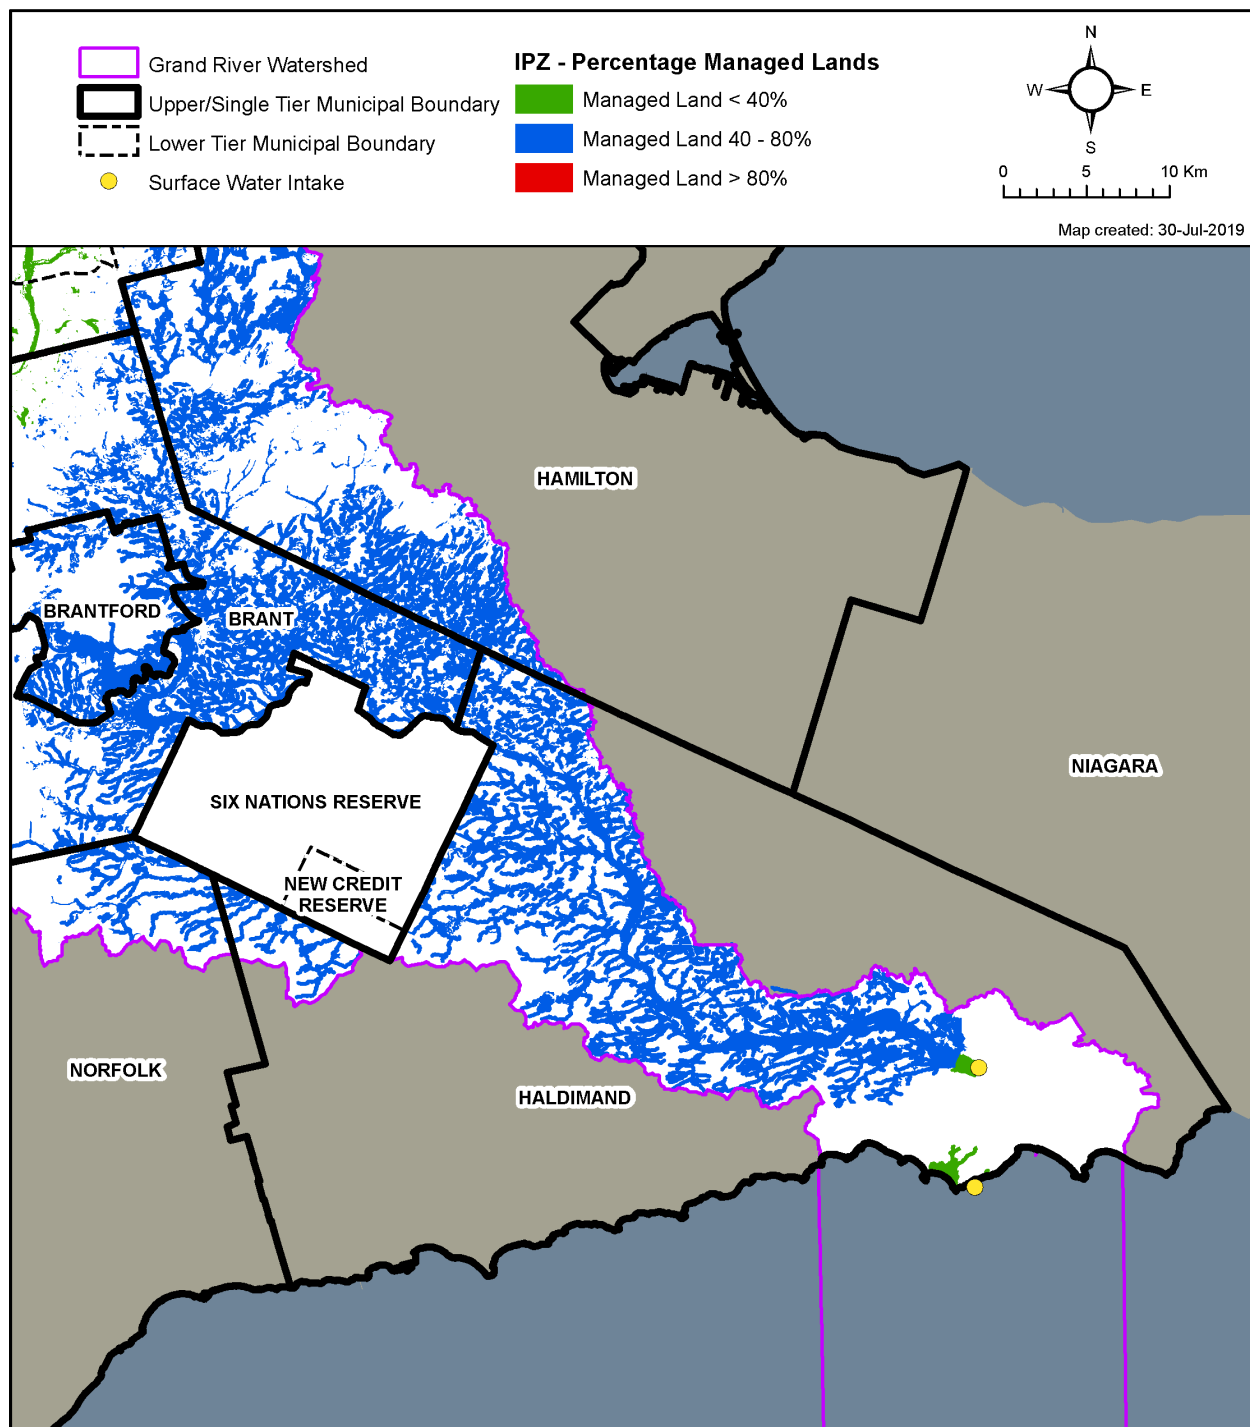 Grand River Watershed
Upper/Single Tier Municipal Boundary
Lower Tier Municipal Boundary
Surface Water Intake
IPZ - Percentage Managed Lands
Managed Land < 40%
Managed Land 40 - 80%
Managed Land > 80%
N
W E
S
0 5 10 Km
Map created: 30-Jul-2019
HAMILTON
BRANTFORD
BRANT
NIAGARA
SIX NATIONS RESERVE
NEW CREDIT
RESERVE
NORFOLK
HALDIMAND